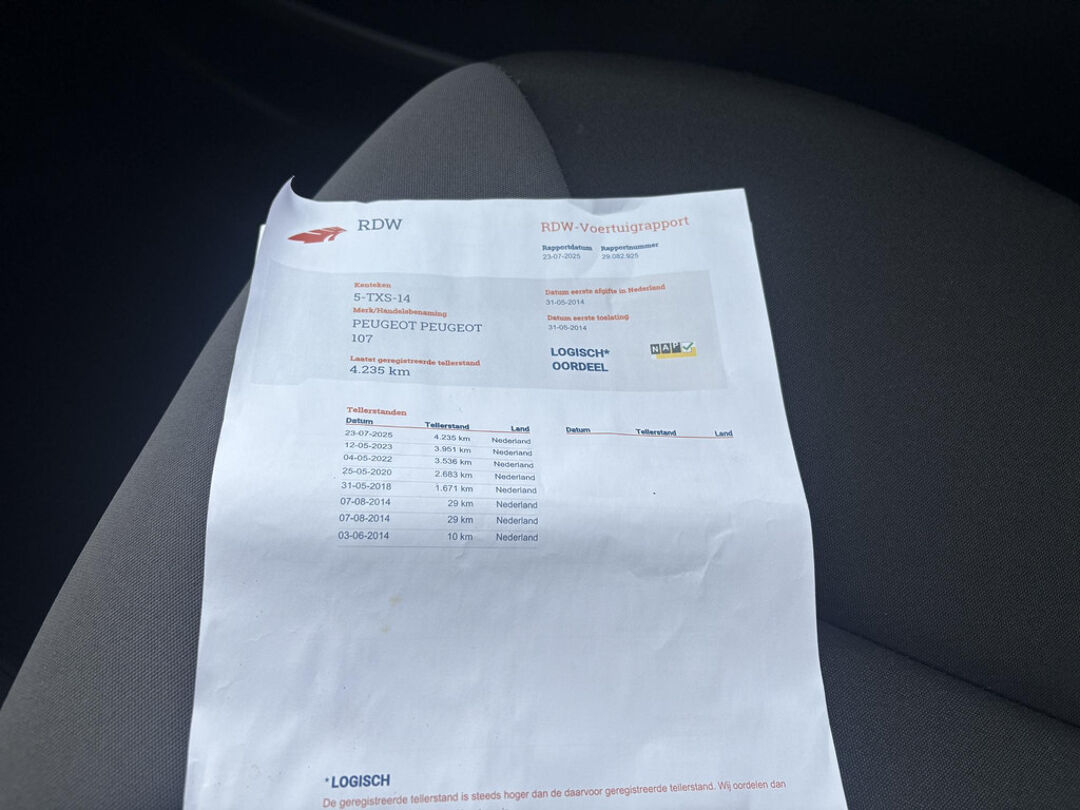 RDW
RDW-Voertuigrapport
Rapportdatum Rapportnummer
23-07-2025 29.082.925
Kenteken
5-TXS-14
Merk/Handelsbenaming
PEUGEOT PEUGEOT
107
Laatst geregistreerde tellerstand
4.235 km
Datum eerste afgifte in Nederland
31-05-2014
Datum eerste toelating
31-05-2014
LOGISCH*
OORDEEL
NAP
Tellerstanden
Datum Tellerstand Land
23-07-2025 4.235 km Nederland
12-05-2023 3.951 km Nederland
04-05-2022 3.536 km Nederland
25-05-2020 2.683 km Nederland
31-05-2018 1.671 km Nederland
07-08-2014 29 km Nederland
07-08-2014 29 km Nederland
03-06-2014 10 km Nederland
Datum Tellerstand Land
*LOGISCH
De geregistreerde tellerstand is steeds hoger dan de daarvoor geregistreerde tellerstand. Wij oordelen dan